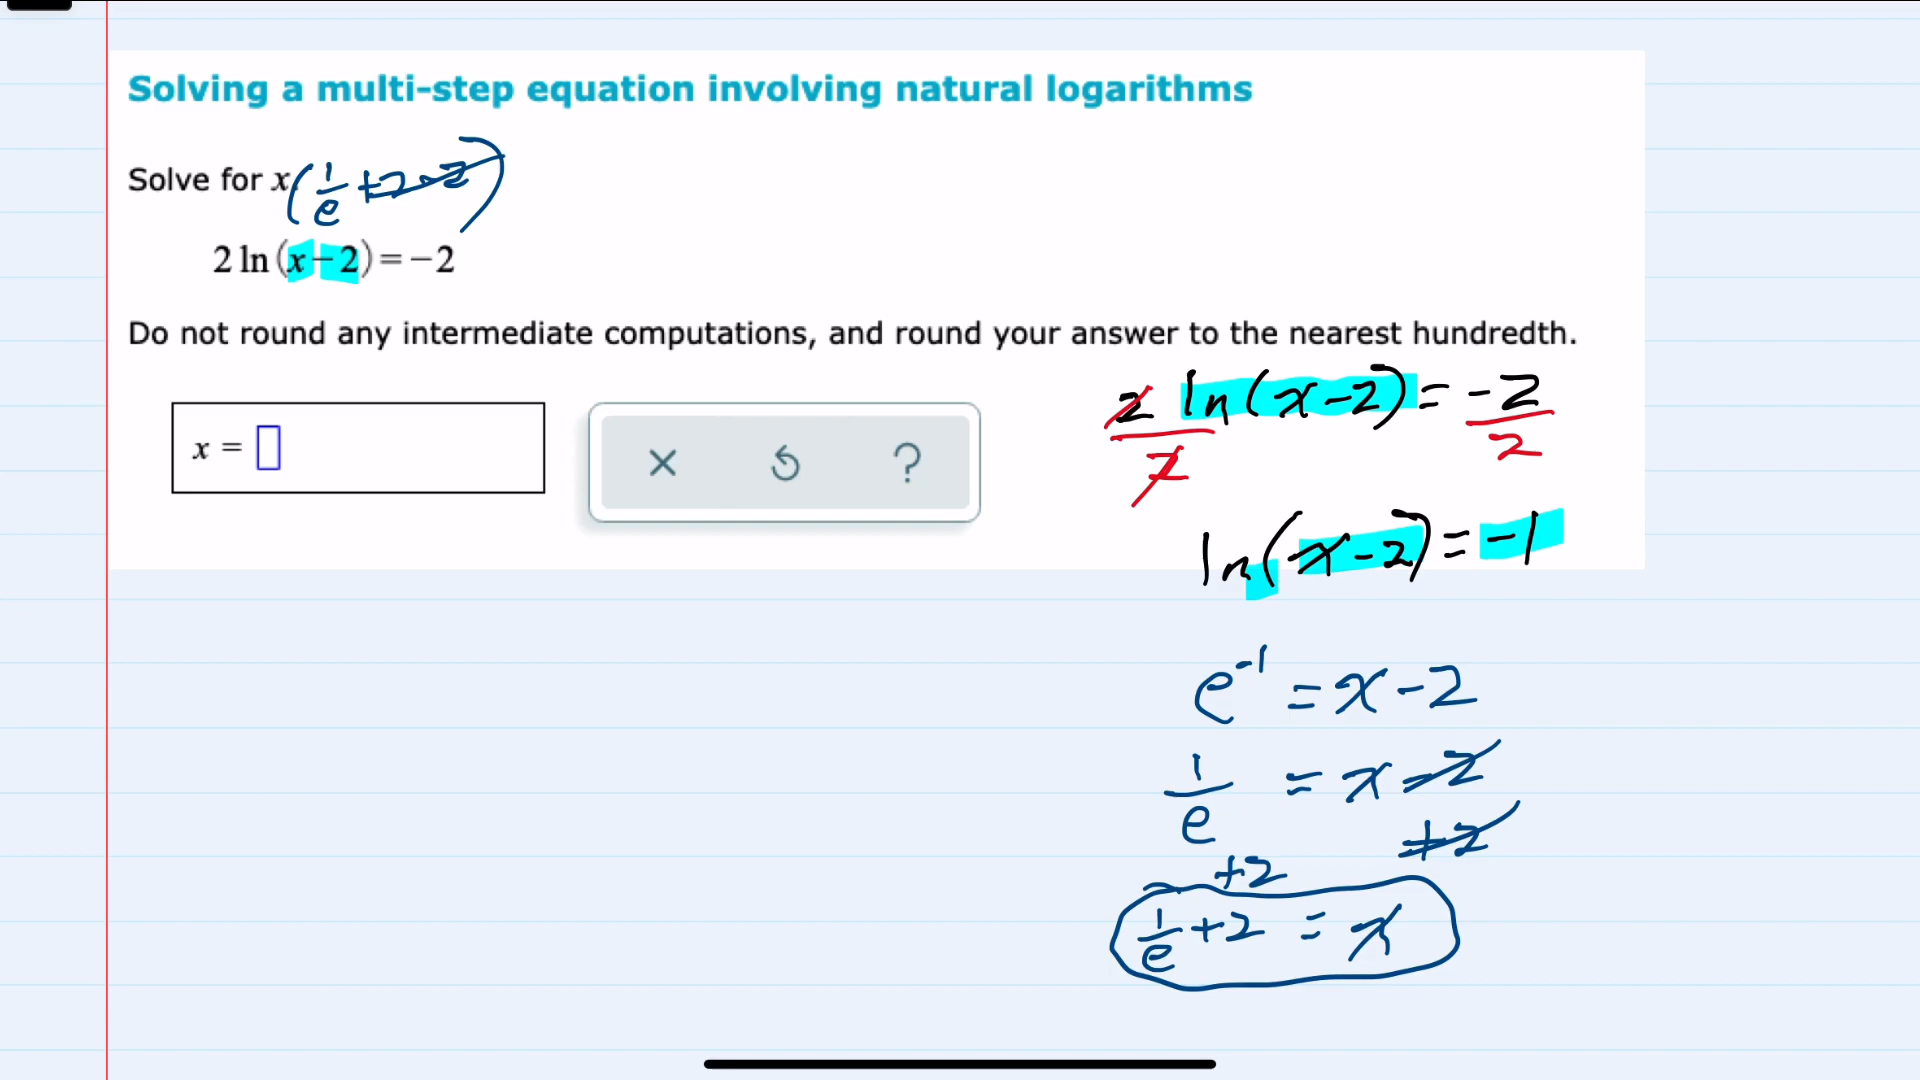 Solving a multi-step equation involving natural logarithms
Solve for x.
(1/e +2-2)
2 ln (x−2) = −2
Do not round any intermediate computations, and round your answer to the nearest hundredth.
x =
?
2 ln(x-2) = -2
2 2
ln(x-2) = -1
e^-1 = x-2
1/e = x-2
+2 +2
1/e +2 = x